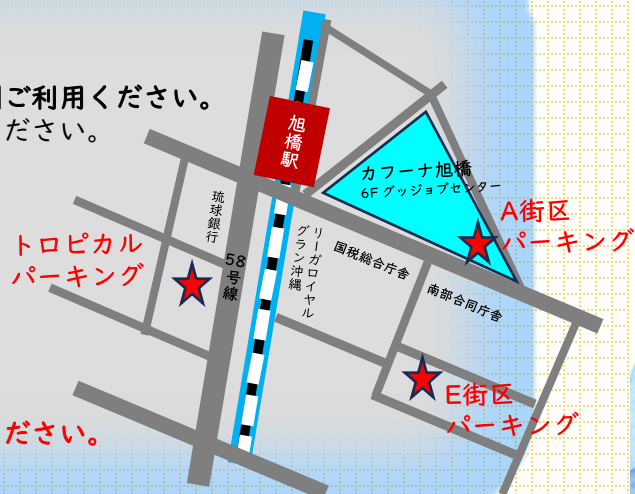 ご利用ください。
ださい。
旭橋駅
カフーナ旭橋
6F グッジョブセンター
A街区
パーキング
琉球銀行
58号線
リーガロイヤル
グラン沖縄
国税総合庁舎
南部合同庁舎
トロピカル
パーキング
E街区
パーキング
ださい。